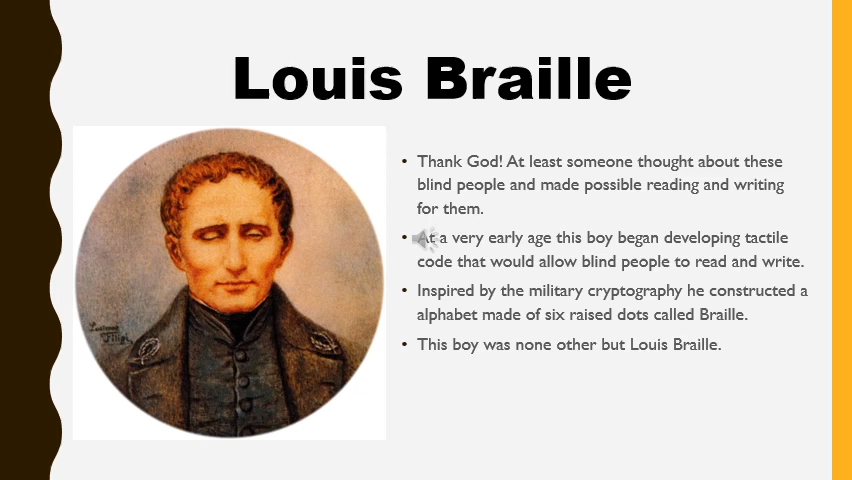 Louis Braille
• Thank God! At least someone thought about these
blind people and made possible reading and writing
for them.
• At a very early age this boy began developing tactile
code that would allow blind people to read and write.
• Inspired by the military cryptography he constructed a
alphabet made of six raised dots called Braille.
• This boy was none other but Louis Braille.
Filipi